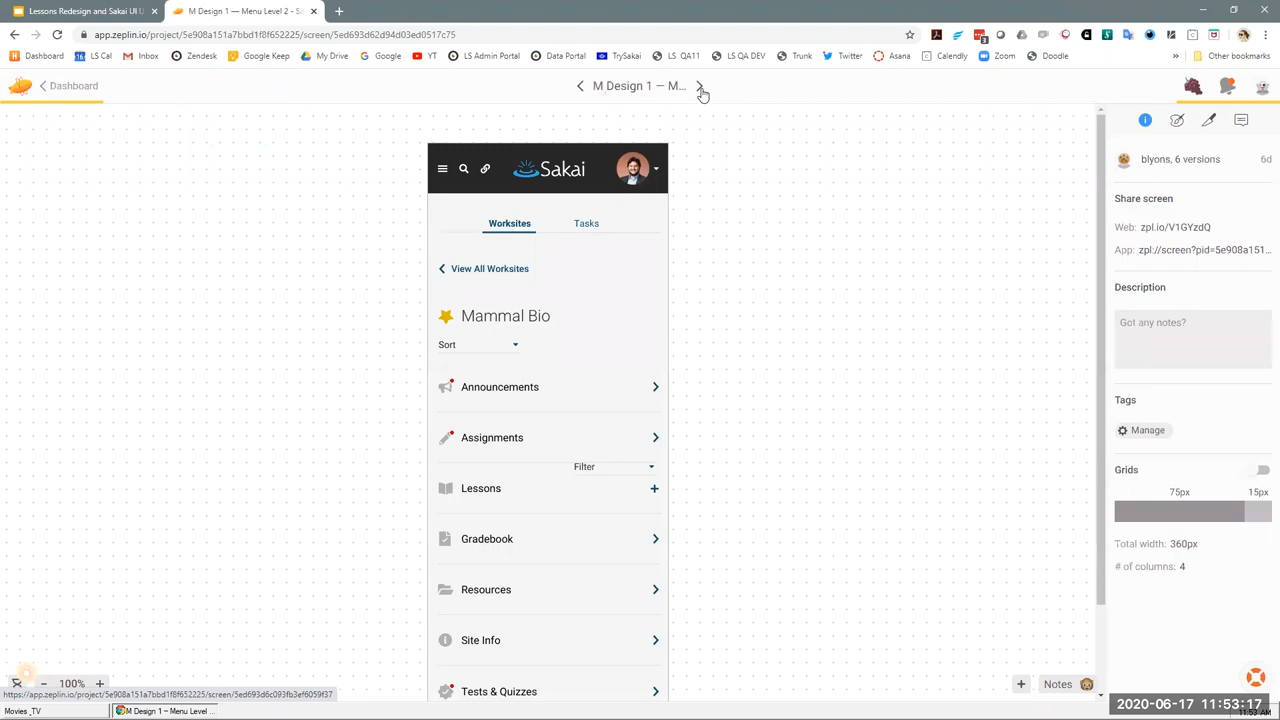 Lessons Redesign and Sakai UI U
M Design 1 — Menu Level 2 - S
app.zeplin.io/project/5e908a151a7bbd1f8f652225/screen/5ed693d62d94d03ed0517c75
Dashboard
LS Cal
Inbox
Zendesk
Google Keep
My Drive
LS Admin Portal
Google
YT
Data Portal
TrySakai
LS QA11
LS QA DEV
Trunk
Twitter
Asana
Calendly
Zoom
Doodle
Other bookmarks
Dashboard
M Design 1 — M...
Sakai
Worksites
Tasks
View All Worksites
Mammal Bio
Sort
Announcements
Assignments
Filter
Lessons
Gradebook
Resources
Site Info
Tests & Quizzes
blyons, 6 versions
6d
Share screen
Web: zpl.io/V1GYzdQ
App: zpl://screen?pid=5e908a151...
Description
Got any notes?
Tags
Manage
Grids
75px
15px
Total width: 360px
# of columns: 4
100%
Notes
https://app.zeplin.io/project/5e908a151a7bbd1f8f652225/screen/5ed693d6c093fb3ef6059f37
Movies _TV
M Design 1 — Menu Level ...
2020-06-17 11:53:17
11:53 AM